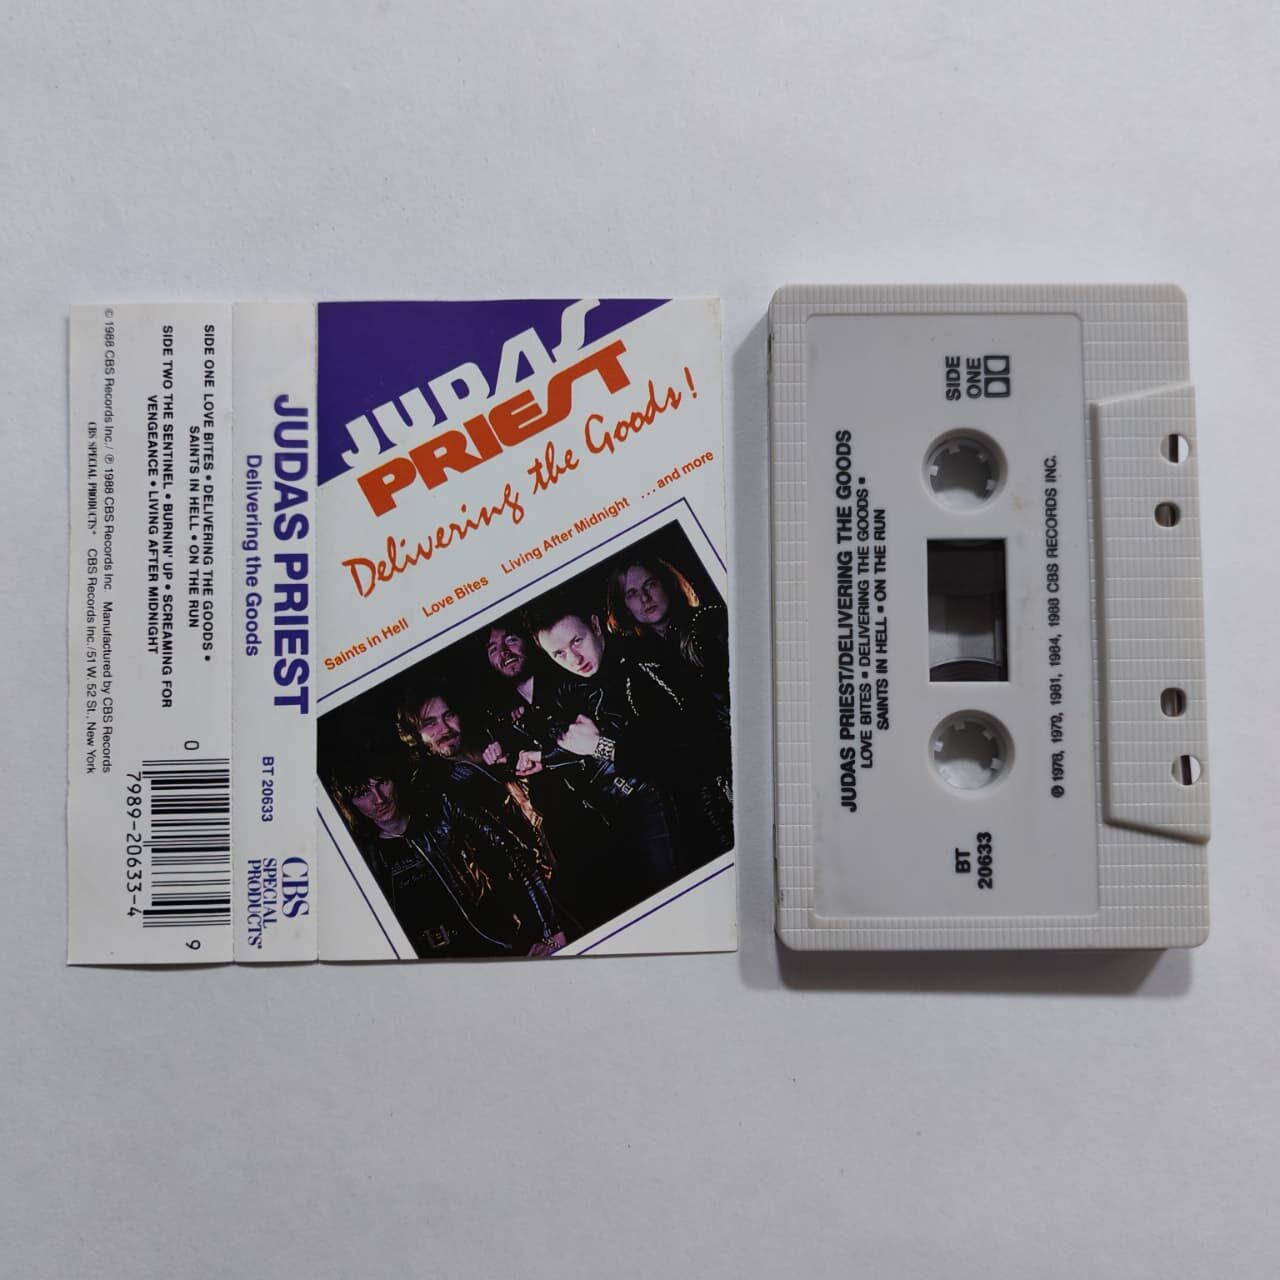 SIDE ONE LOVE BITES • DELIVERING THE GOODS •
SAINTS IN HELL • ON THE RUN
SIDE TWO THE SENTINEL • BURNIN' UP • SCREAMING FOR
VENGEANCE • LIVING AFTER MIDNIGHT
© 1988 CBS Records Inc./ ℗ 1988 CBS Records Inc Manufactured by CBS Records
CBS SPECIAL PRODUCTS® CBS Records Inc./51 W. 52 St., New York
0
7989-20633-4
9
JUDAS PRIEST
Delivering the Goods
BT 20633
CBS
SPECIAL
PRODUCTS®
JUDAS
PRIEST
Delivering the Goods!
Saints in Hell Love Bites Living After Midnight ...and more
SIDE
ONE
JUDAS PRIEST/DELIVERING THE GOODS
LOVE BITES • DELIVERING THE GOODS •
SAINTS IN HELL • ON THE RUN
BT
20633
℗ 1978, 1979, 1981, 1984, 1988 CBS RECORDS INC.